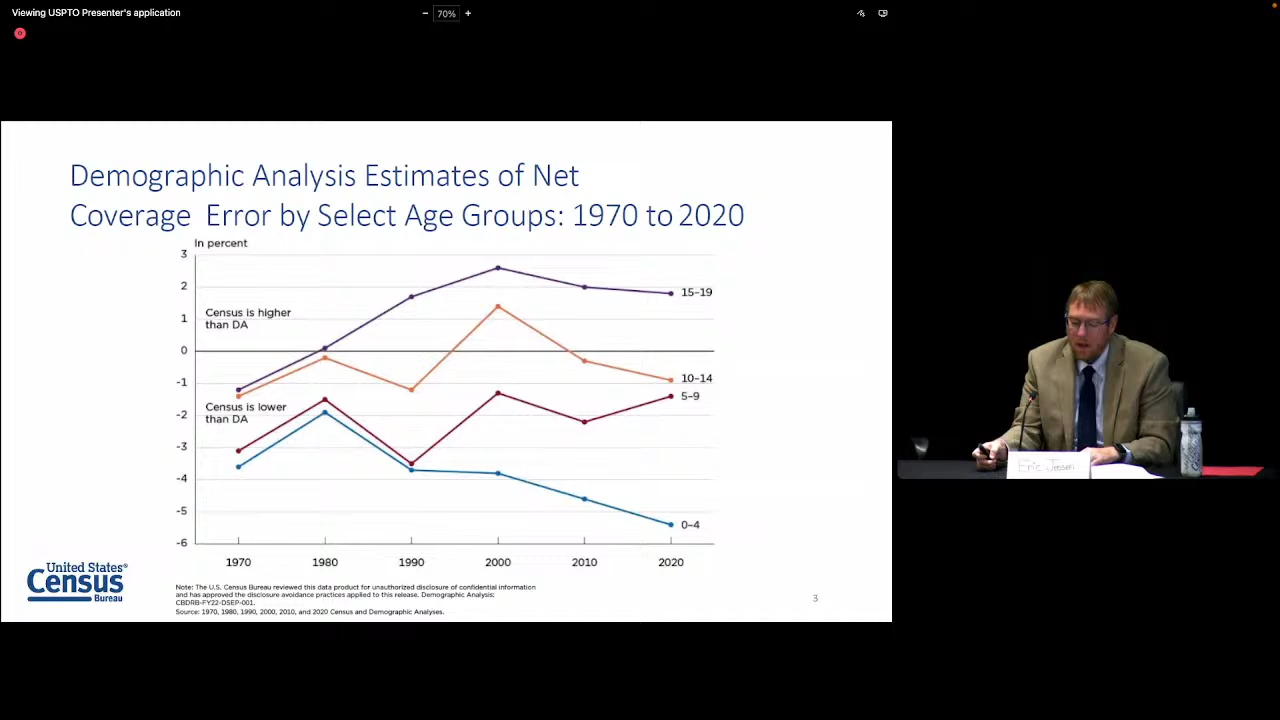 Viewing USPTO Presenter's application
− 70% +
Demographic Analysis Estimates of Net
Coverage Error by Select Age Groups: 1970 to 2020
In percent
3
2
1
0
-1
-2
-3
-4
-5
-6
Census is higher
than DA
Census is lower
than DA
15–19
10–14
5–9
0–4
1970 1980 1990 2000 2010 2020
United States®
Census
Bureau
Note: The U.S. Census Bureau reviewed this data product for unauthorized disclosure of confidential information
and has approved the disclosure avoidance practices applied to this release. Demographic Analysis:
CBDRB-FY22-DSEP-001.
Source: 1970, 1980, 1990, 2000, 2010, and 2020 Census and Demographic Analyses.
3
Eric Jensen